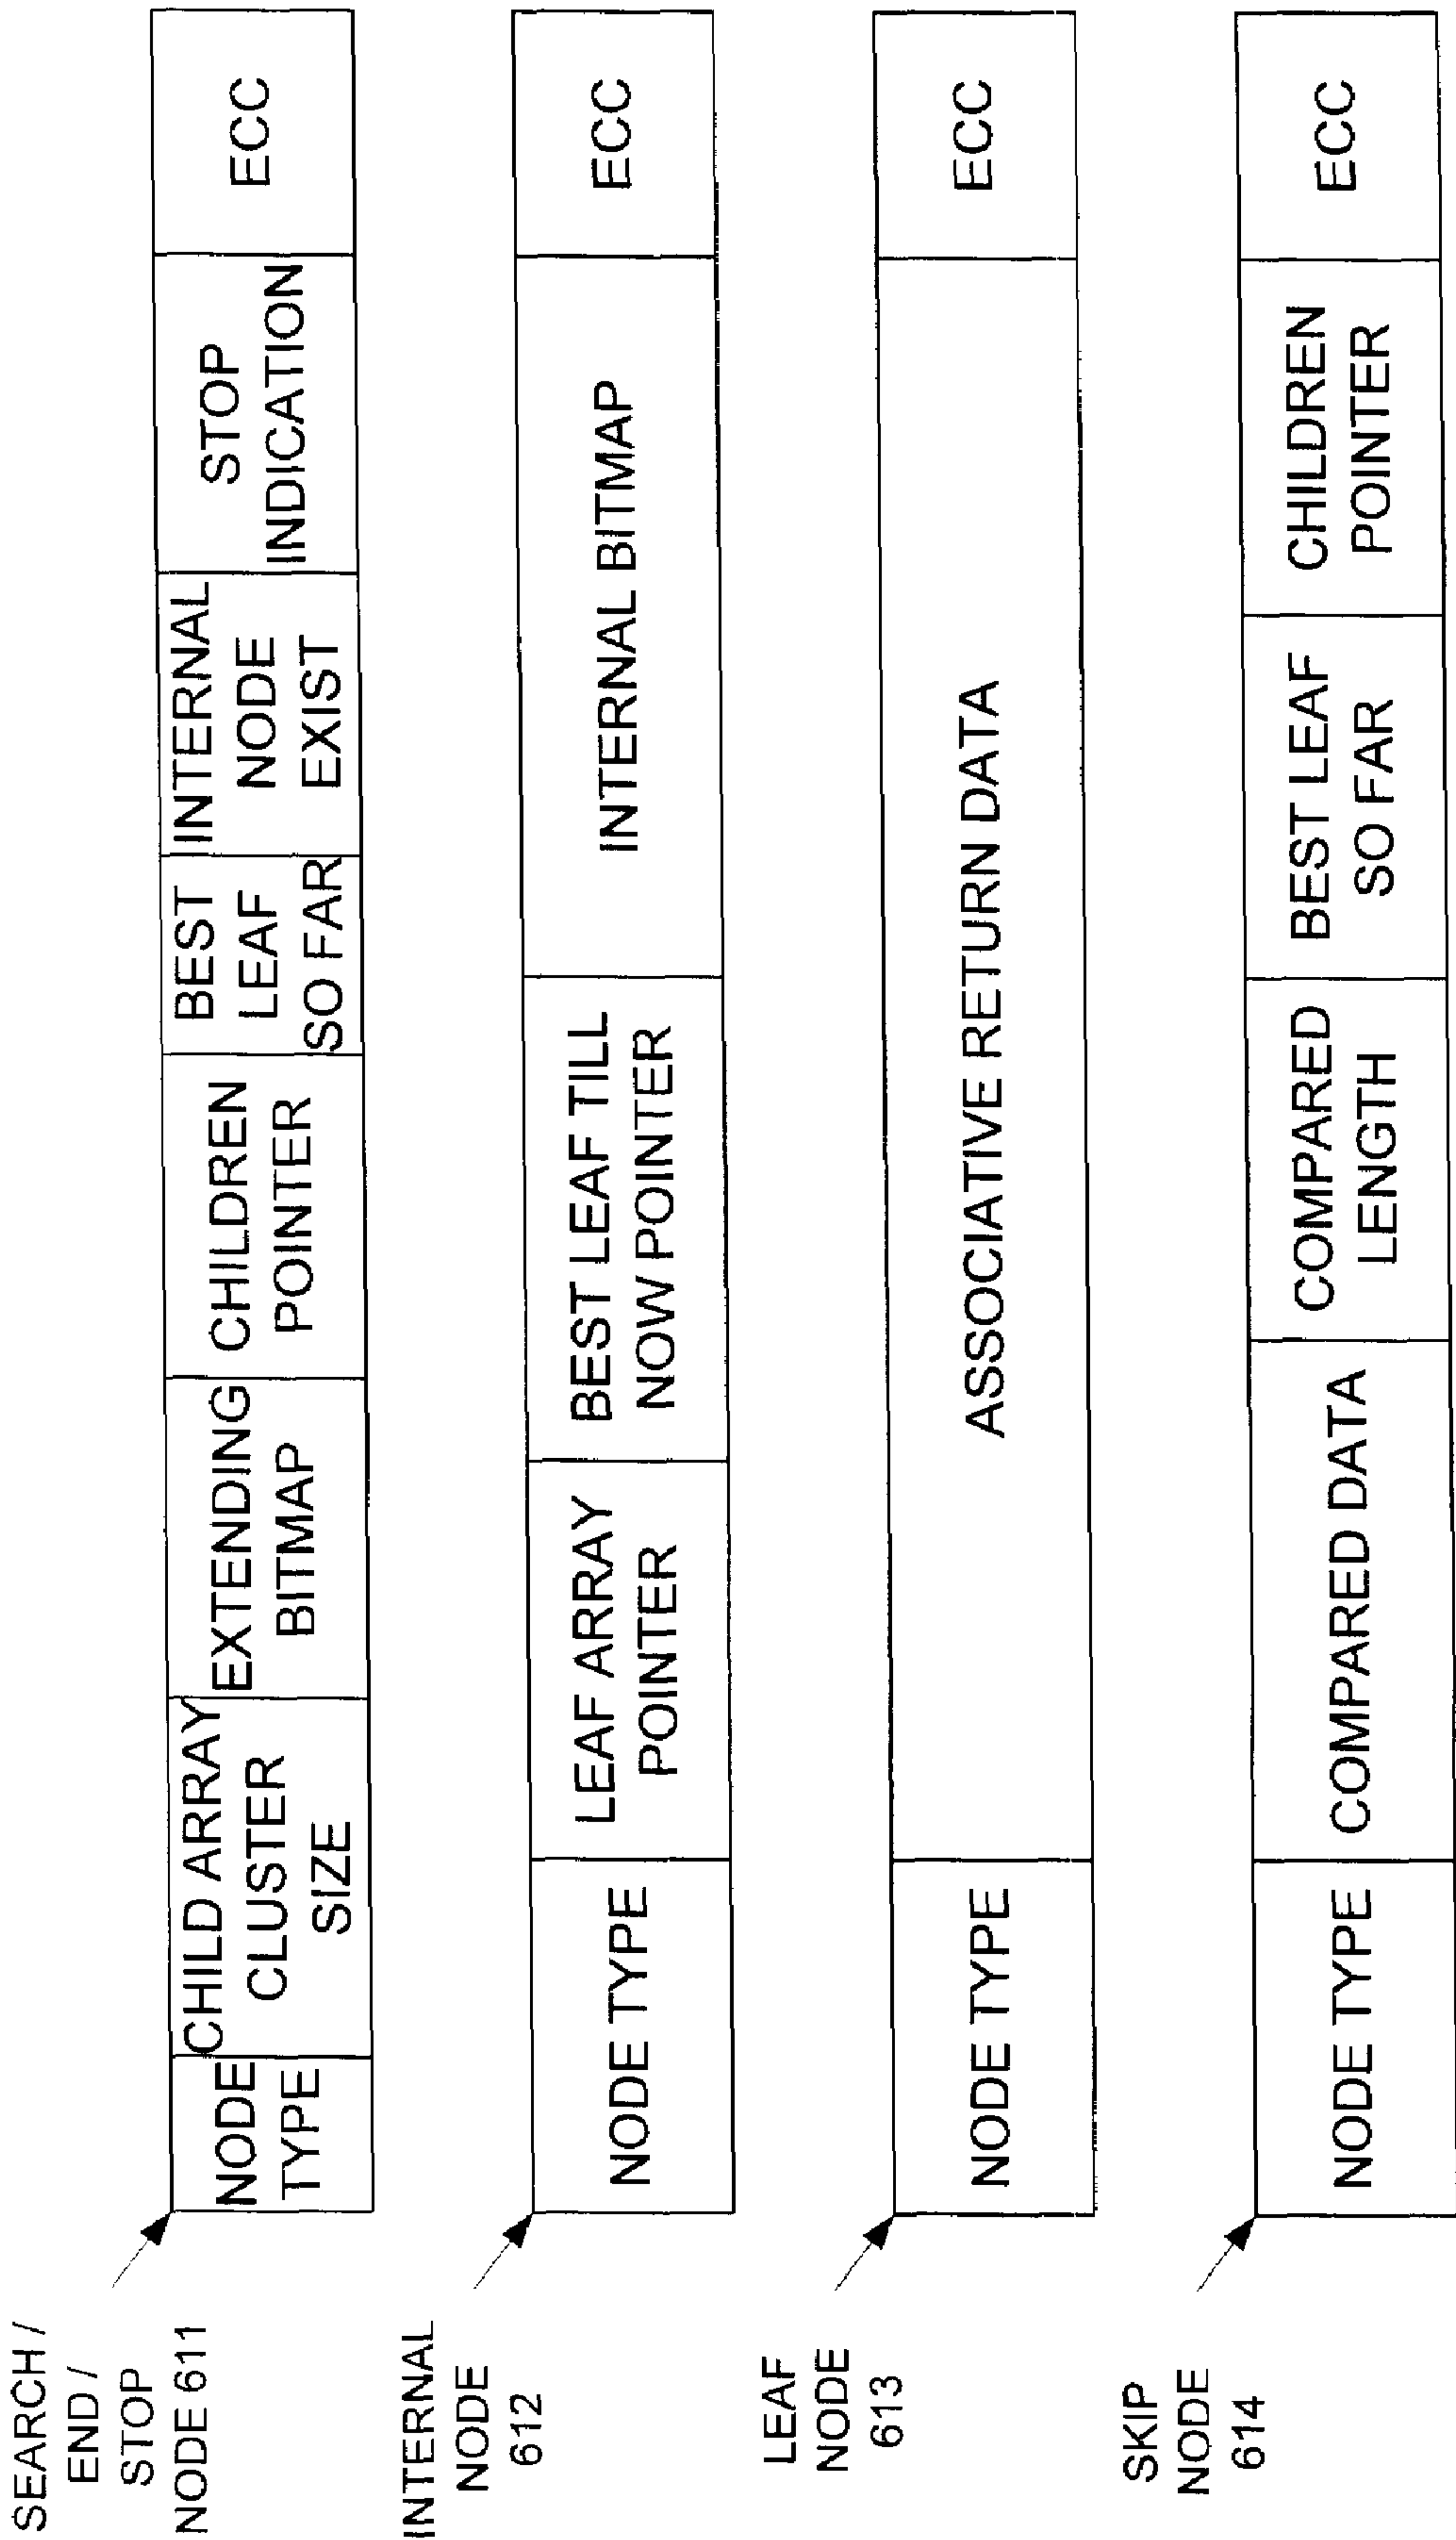 SEARCH /
END /
STOP
NODE 611
NODE
TYPE
CHILD ARRAY
CLUSTER
SIZE
EXTENDING
BITMAP
CHILDREN
POINTER
BEST
LEAF
SO FAR
INTERNAL
NODE
EXIST
STOP
INDICATION
ECC
INTERNAL
NODE
612
NODE TYPE
LEAF ARRAY
POINTER
BEST LEAF TILL
NOW POINTER
INTERNAL BITMAP
ECC
LEAF
NODE
613
NODE TYPE
ASSOCIATIVE RETURN DATA
ECC
SKIP
NODE
614
NODE TYPE
COMPARED DATA
COMPARED
LENGTH
BEST LEAF
SO FAR
CHILDREN
POINTER
ECC